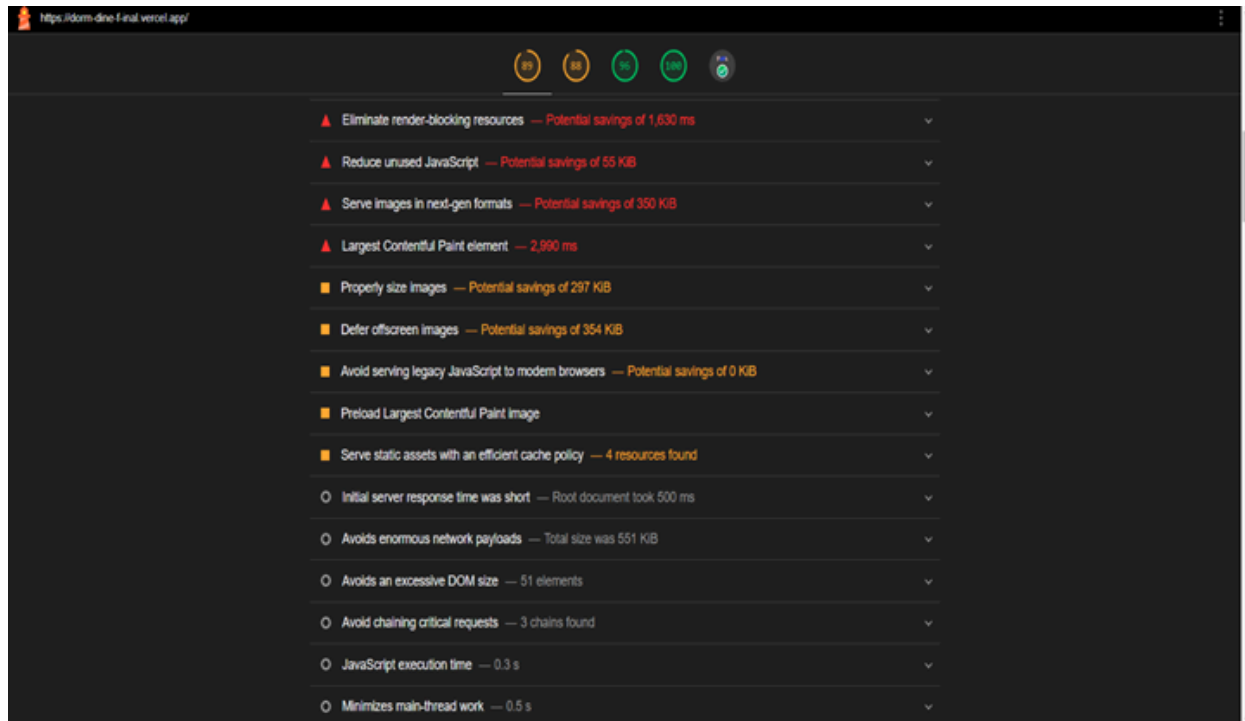 https://dorm-dine-f-inal.vercel.app/
89 88 96 100
Eliminate render-blocking resources — Potential savings of 1,630 ms
Reduce unused JavaScript — Potential savings of 55 KiB
Serve images in next-gen formats — Potential savings of 350 KiB
Largest Contentful Paint element — 2,990 ms
Properly size images — Potential savings of 297 KiB
Defer offscreen images — Potential savings of 354 KiB
Avoid serving legacy JavaScript to modern browsers — Potential savings of 0 KiB
Preload Largest Contentful Paint image
Serve static assets with an efficient cache policy — 4 resources found
Initial server response time was short — Root document took 500 ms
Avoids enormous network payloads — Total size was 551 KiB
Avoids an excessive DOM size — 51 elements
Avoid chaining critical requests — 3 chains found
JavaScript execution time — 0.3 s
Minimizes main-thread work — 0.5 s